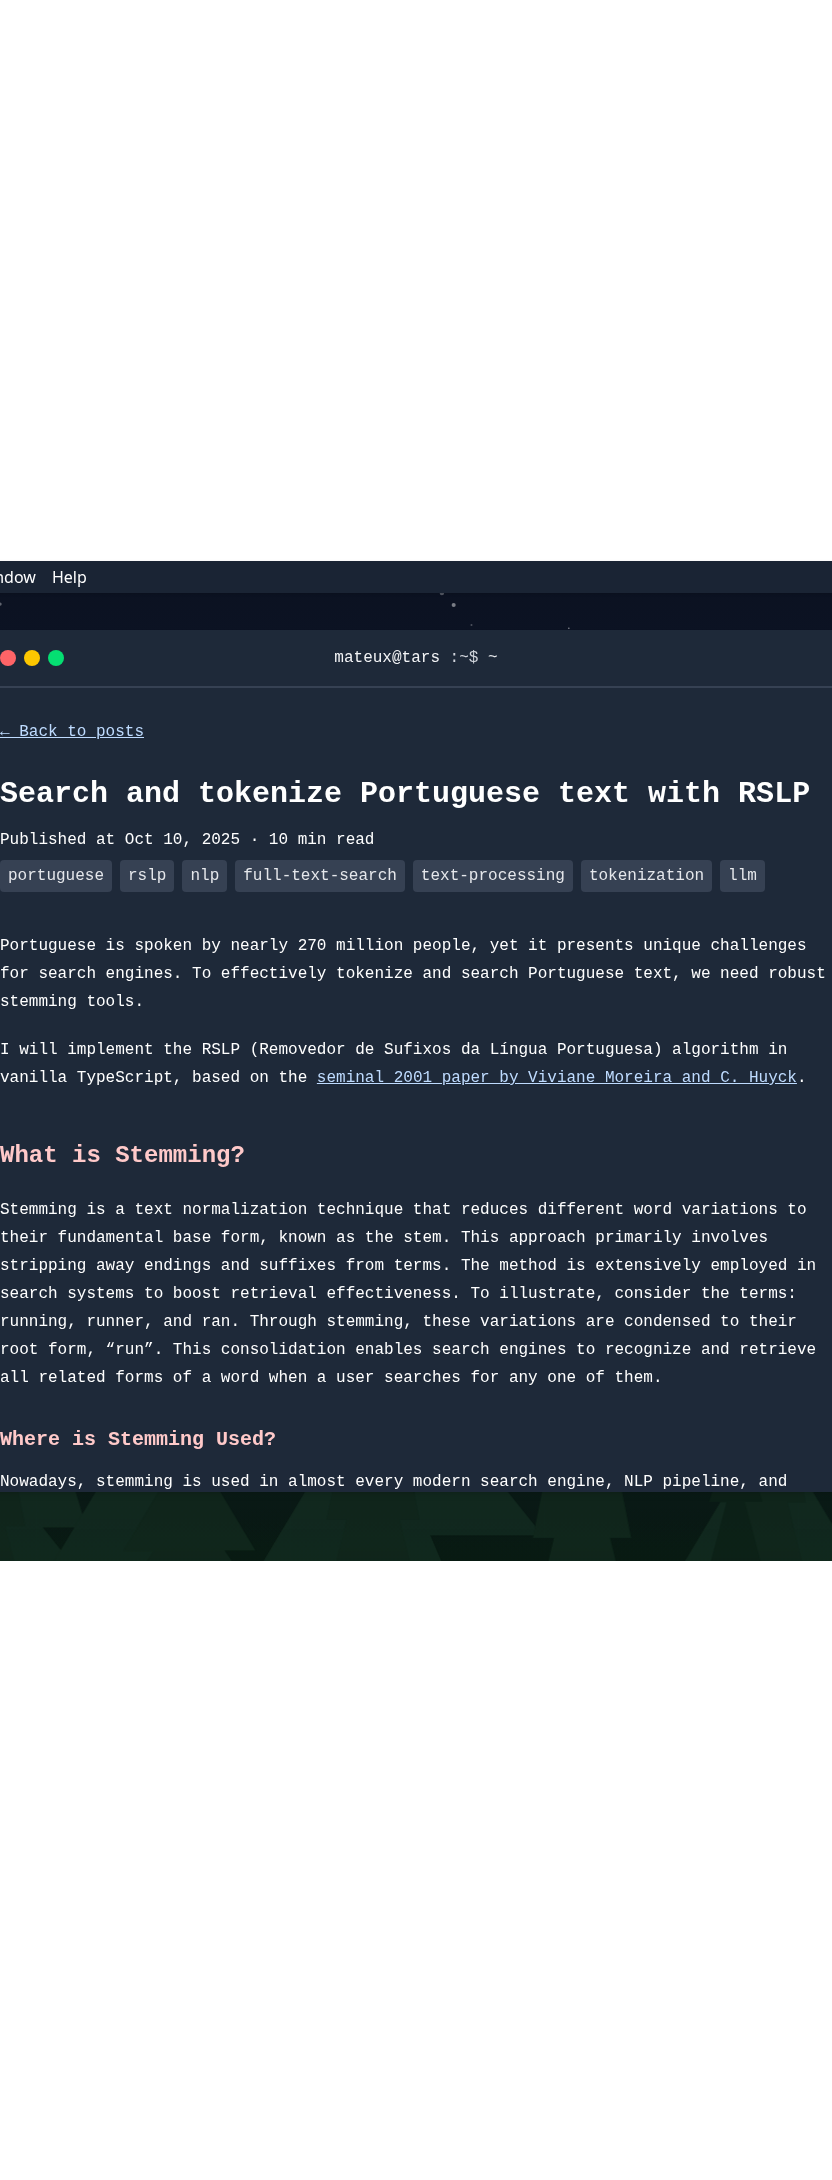 Help
mateux@tars :~$ ~
← Back to posts
Search and tokenize Portuguese text with RSLP
Published at Oct 10, 2025 · 10 min read
portuguese rslp nlp full-text-search text-processing tokenization llm
Portuguese is spoken by nearly 270 million people, yet it presents unique challenges
for search engines. To effectively tokenize and search Portuguese text, we need robust
stemming tools.
I will implement the RSLP (Removedor de Sufixos da Língua Portuguesa) algorithm in
vanilla TypeScript, based on the seminal 2001 paper by Viviane Moreira and C. Huyck.
What is Stemming?
Stemming is a text normalization technique that reduces different word variations to
their fundamental base form, known as the stem. This approach primarily involves
stripping away endings and suffixes from terms. The method is extensively employed in
search systems to boost retrieval effectiveness. To illustrate, consider the terms:
running, runner, and ran. Through stemming, these variations are condensed to their
root form, “run”. This consolidation enables search engines to recognize and retrieve
all related forms of a word when a user searches for any one of them.
Where is Stemming Used?
Nowadays, stemming is used in almost every modern search engine, NLP pipeline, and